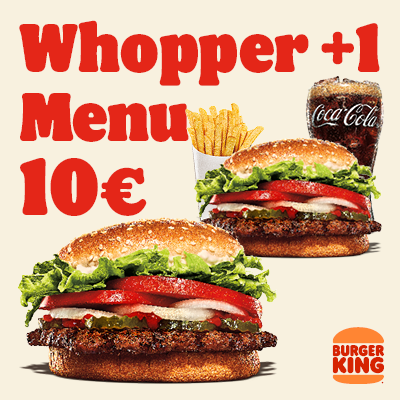 Whopper +1
Menu
10€
Coca-Cola
BURGER
KING